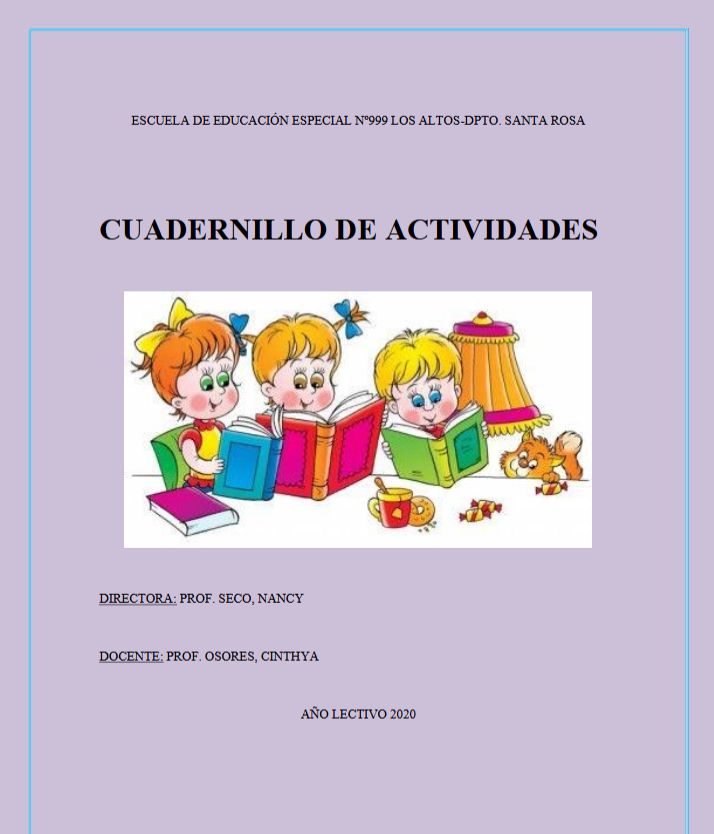 ESCUELA DE EDUCACIÓN ESPECIAL Nº999 LOS ALTOS-DPTO. SANTA ROSA
CUADERNILLO DE ACTIVIDADES
DIRECTORA: PROF. SECO, NANCY
DOCENTE: PROF. OSORES, CINTHYA
AÑO LECTIVO 2020